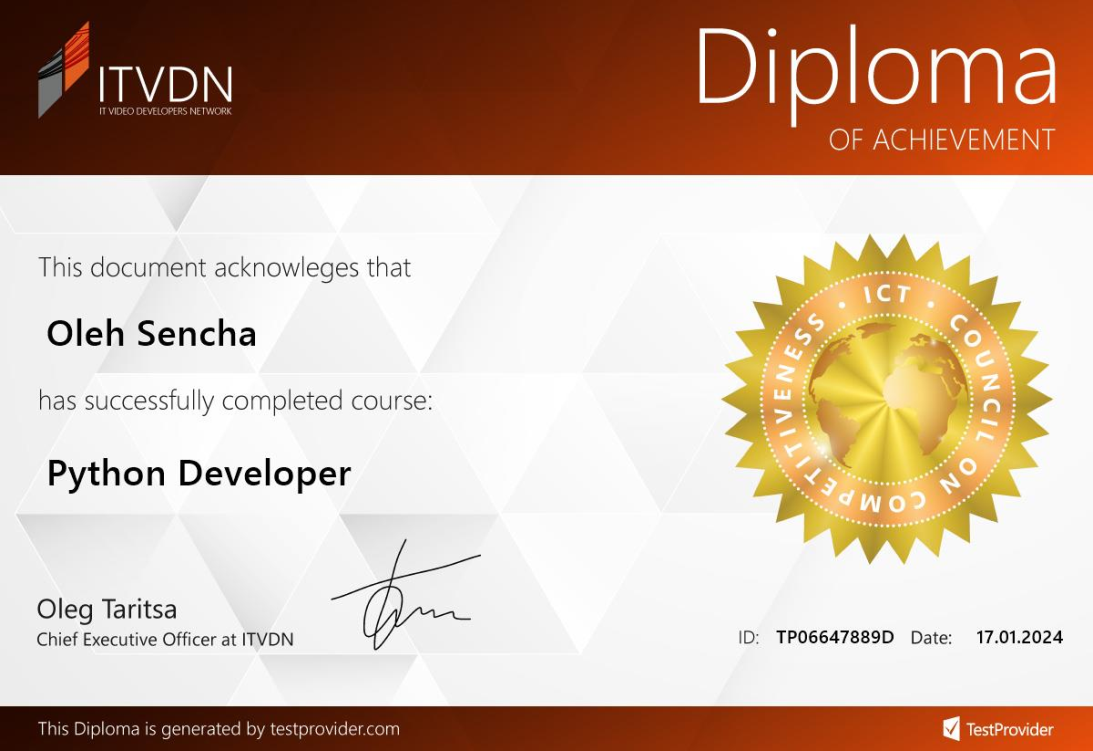 ITVDN
IT VIDEO DEVELOPERS NETWORK
Diploma
OF ACHIEVEMENT
This document acknowleges that
Oleh Sencha
has successfully completed course:
Python Developer
ICT • COUNCIL ON COMPETITIVENESS •
Oleg Taritsa
Chief Executive Officer at ITVDN
ID: TP06647889D Date: 17.01.2024
This Diploma is generated by testprovider.com
TestProvider